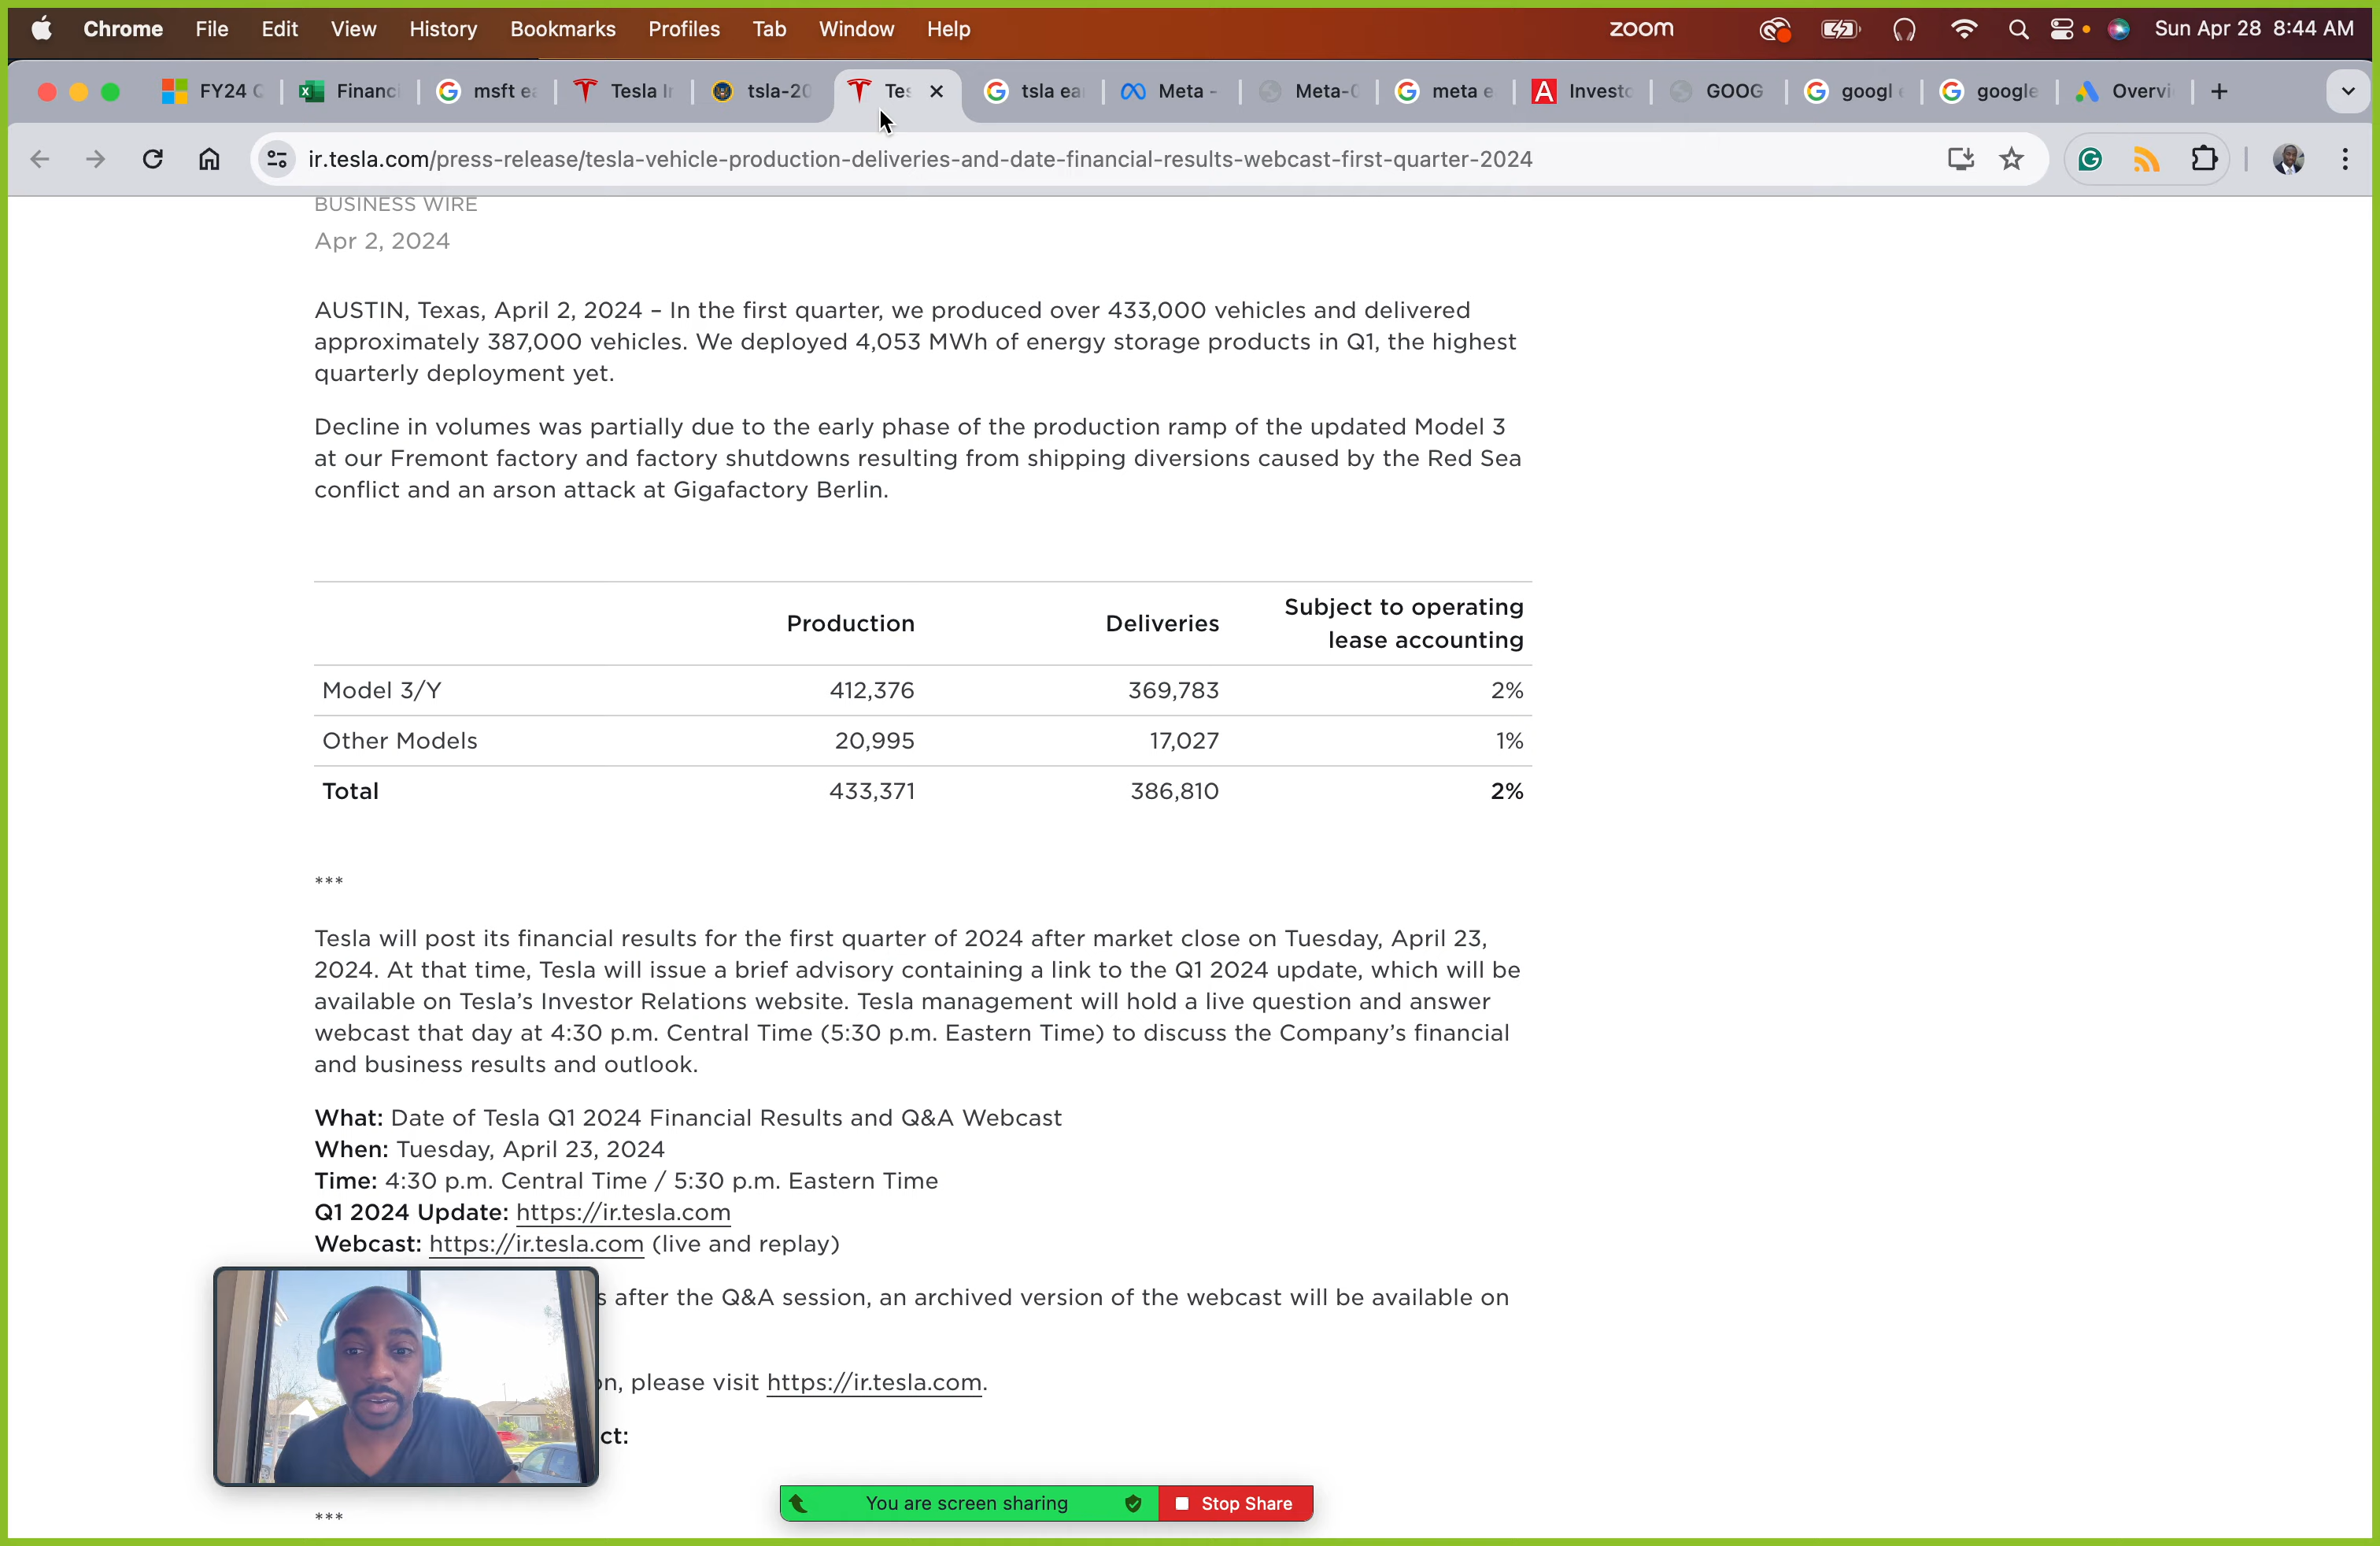 Chrome File Edit View History Bookmarks Profiles Tab Window Help zoom Sun Apr 28 8:44 AM
FY24 Financ msft e Tesla I tsla-20 Tes tsla ea Meta - Meta- meta e Invest GOOG googl google Overvi
ir.tesla.com/press-release/tesla-vehicle-production-deliveries-and-date-financial-results-webcast-first-quarter-2024
BUSINESS WIRE
Apr 2, 2024
AUSTIN, Texas, April 2, 2024 – In the first quarter, we produced over 433,000 vehicles and delivered
approximately 387,000 vehicles. We deployed 4,053 MWh of energy storage products in Q1, the highest
quarterly deployment yet.
Decline in volumes was partially due to the early phase of the production ramp of the updated Model 3
at our Fremont factory and factory shutdowns resulting from shipping diversions caused by the Red Sea
conflict and an arson attack at Gigafactory Berlin.
Production Deliveries Subject to operating
lease accounting
Model 3/Y 412,376 369,783 2%
Other Models 20,995 17,027 1%
Total 433,371 386,810 2%
***
Tesla will post its financial results for the first quarter of 2024 after market close on Tuesday, April 23,
2024. At that time, Tesla will issue a brief advisory containing a link to the Q1 2024 update, which will be
available on Tesla’s Investor Relations website. Tesla management will hold a live question and answer
webcast that day at 4:30 p.m. Central Time (5:30 p.m. Eastern Time) to discuss the Company’s financial
and business results and outlook.
What: Date of Tesla Q1 2024 Financial Results and Q&A Webcast
When: Tuesday, April 23, 2024
Time: 4:30 p.m. Central Time / 5:30 p.m. Eastern Time
Q1 2024 Update: https://ir.tesla.com
Webcast: https://ir.tesla.com (live and replay)
s after the Q&A session, an archived version of the webcast will be available on
on, please visit https://ir.tesla.com.
ct:
You are screen sharing Stop Share
***